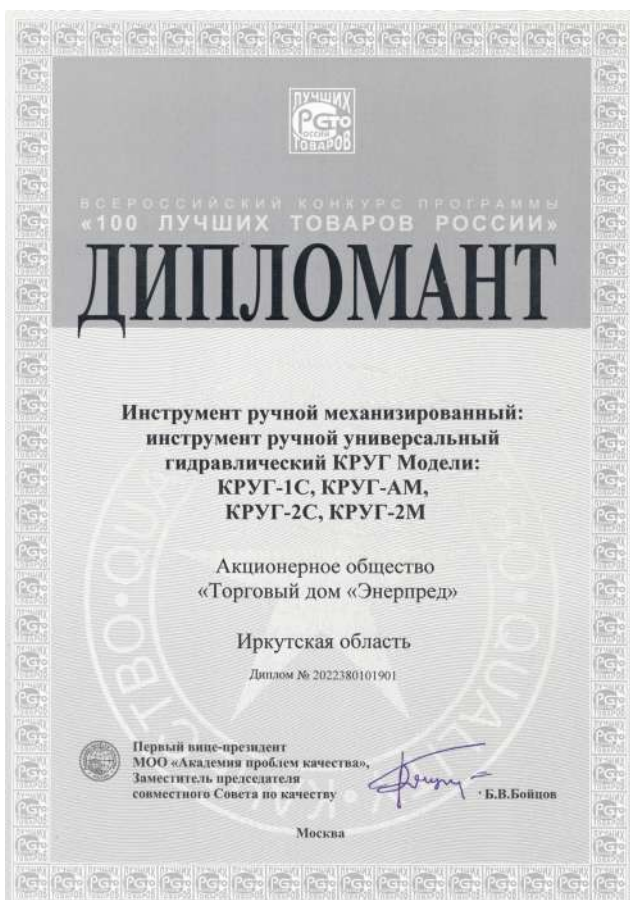 ЛУЧШИХ
PGTO
РОССИИ
ТОВАРОВ
ВСЕРОССИЙСКИЙ КОНКУРС ПРОГРАММЫ
«100 ЛУЧШИХ ТОВАРОВ РОССИИ»
ДИПЛОМАНТ
Инструмент ручной механизированный:
инструмент ручной универсальный
гидравлический КРУГ Модели:
КРУГ-1С, КРУГ-АМ,
КРУГ-2С, КРУГ-2М
Акционерное общество
«Торговый дом «Энерпред»
Иркутская область
Диплом № 2022380101901
Первый вице-президент
МОО «Академия проблем качества»,
Заместитель председателя
совместного Совета по качеству
Б.В.Бойцов
Москва